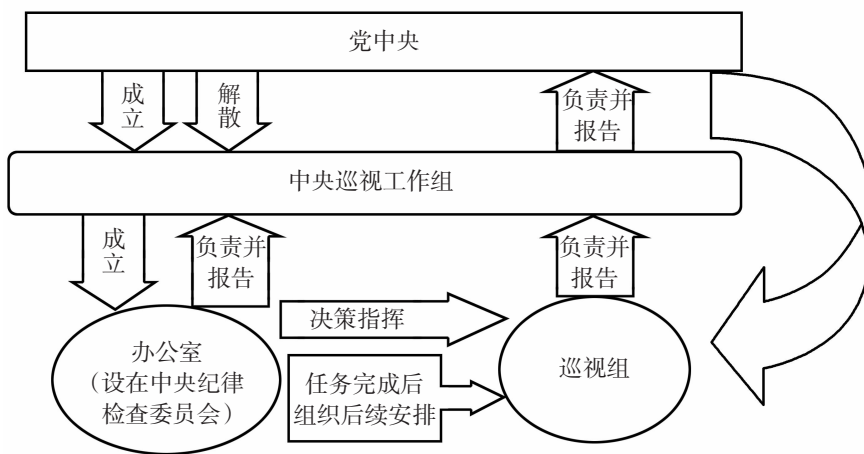 党中央
成立
解散
负责并
报告
中央巡视工作组
成立
负责并
报告
负责并
报告
决策指挥
办公室
（设在中央纪律
检查委员会）
任务完成后
组织后续安排
巡视组